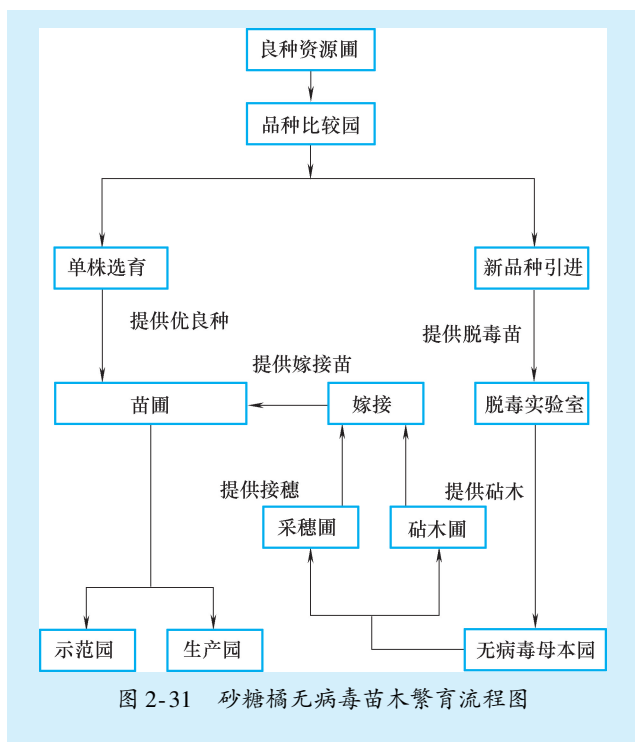 良种资源圃
品种比较园
单株选育
新品种引进
提供优良种
提供脱毒苗
提供嫁接苗
苗圃
嫁接
脱毒实验室
提供接穗
提供砧木
采穗圃
砧木圃
示范园
生产园
无病毒母本园
图 2-31 砂糖橘无病毒苗木繁育流程图